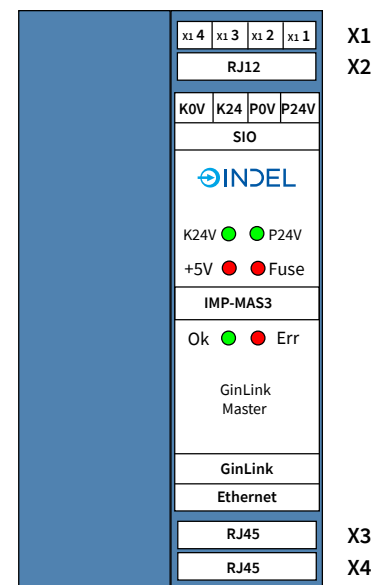 x1 4 x1 3 x1 2 x1 1 X1
RJ12 X2
K0V K24 P0V P24V
SIO
INDEL
K24V P24V
+5V Fuse
IMP-MAS3
Ok Err
GinLink
Master
GinLink
Ethernet
RJ45 X3
RJ45 X4